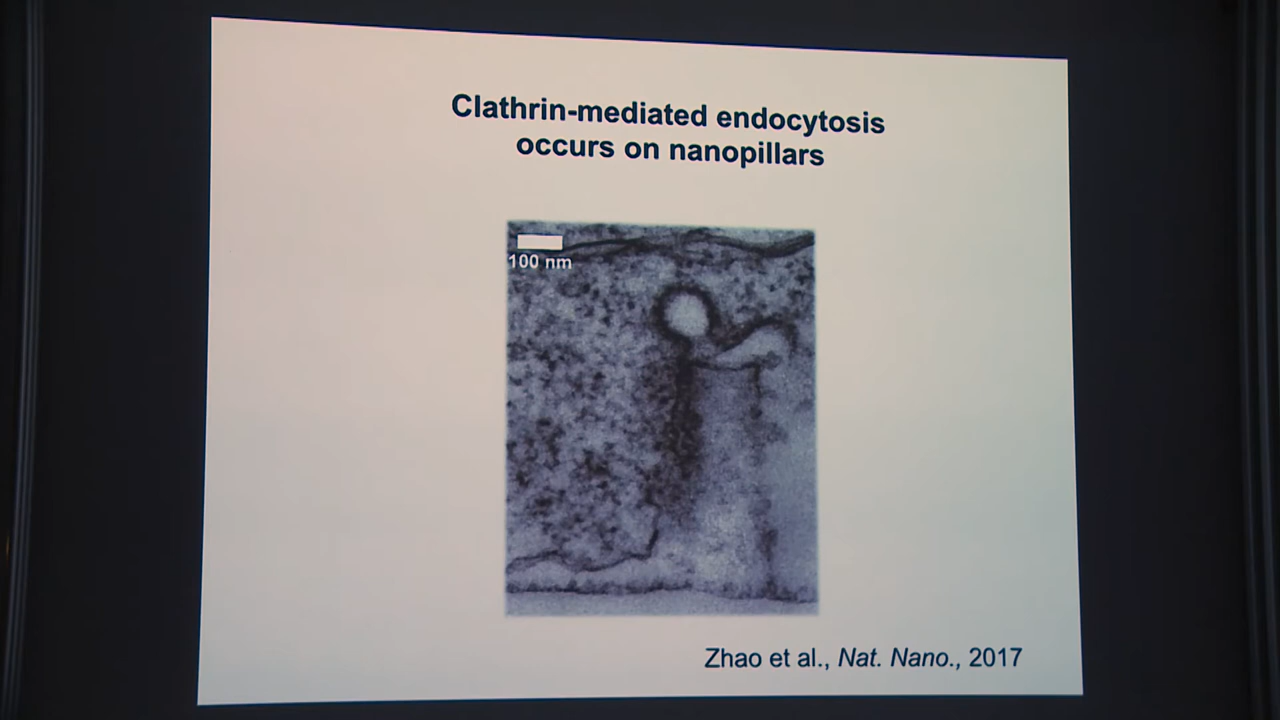 Clathrin-mediated endocytosis
occurs on nanopillars
100 nm
Zhao et al., Nat. Nano., 2017